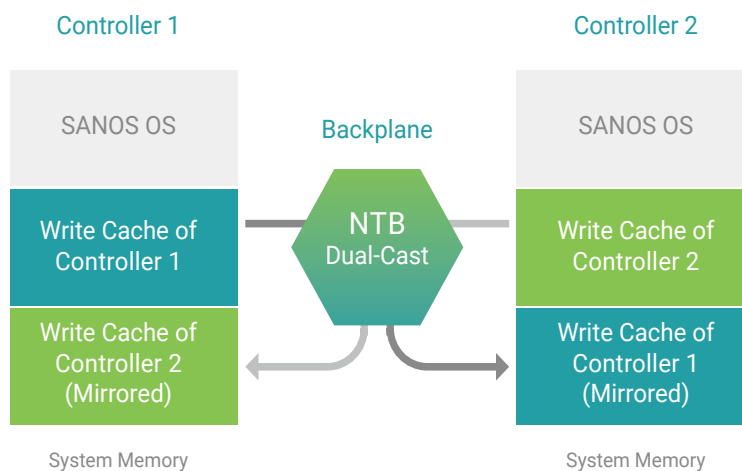 Controller 1
SANOS OS
Write Cache of
Controller 1
Write Cache of
Controller 2
(Mirrored)
System Memory
Backplane
NTB
Dual-Cast
Controller 2
SANOS OS
Write Cache of
Controller 2
Write Cache of
Controller 1
(Mirrored)
System Memory